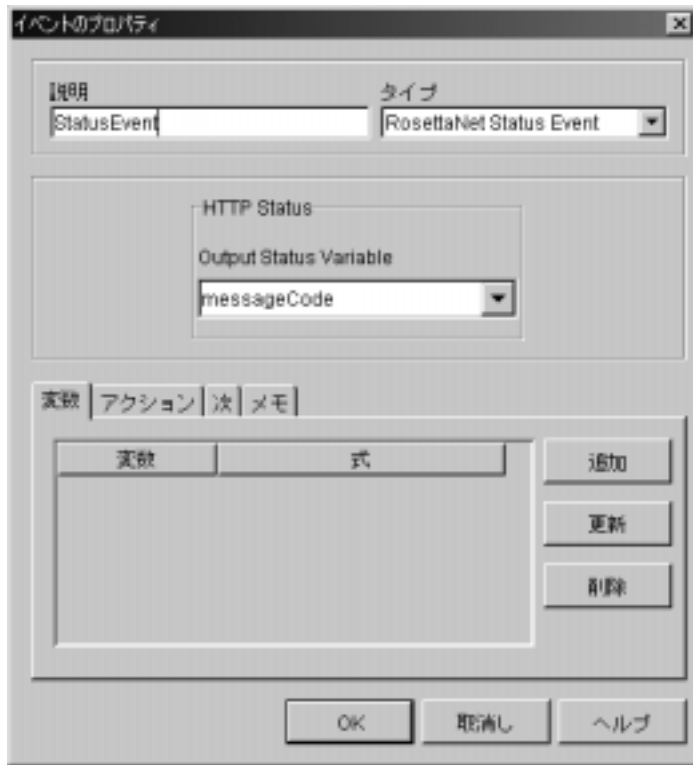 イベントのプロパティ
説明
タイプ
StatusEvent
RosettaNet Status Event
HTTP Status
Output Status Variable
messageCode
変数 アクション 次 メモ
変数 式
追加
更新
削除
OK 取消し ヘルプ